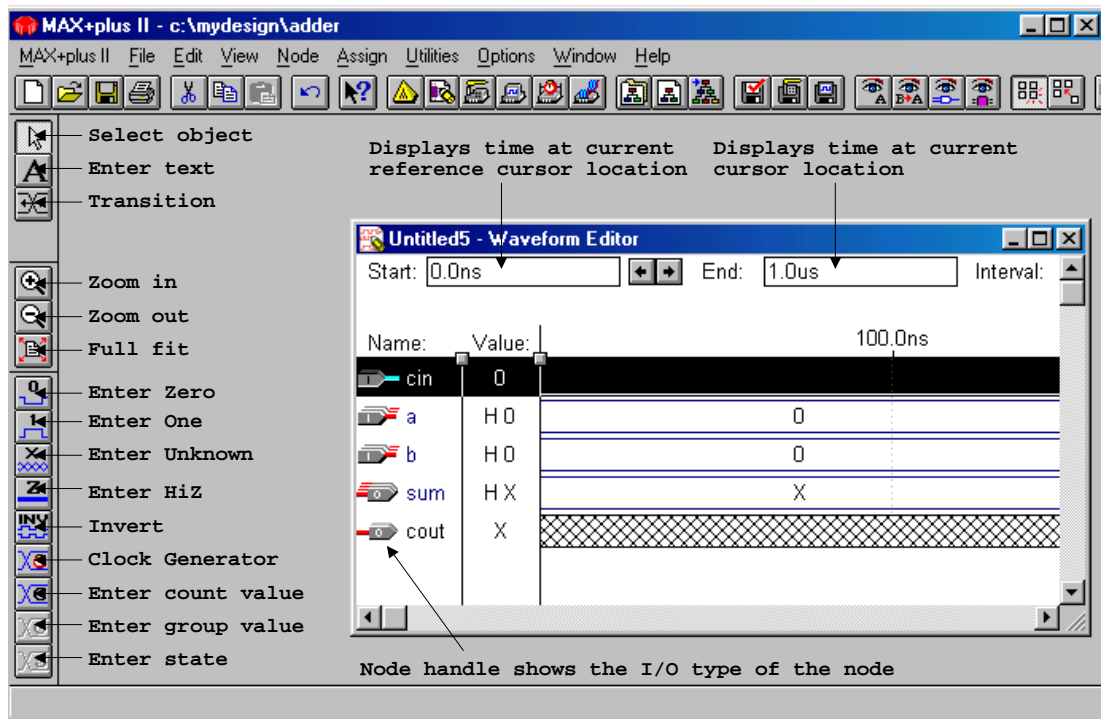 MAX+plus II - c:\mydesign\adder
MAX+plus II File Edit View Node Assign Utilities Options Window Help
Select object
Enter text
Transition
Zoom in
Zoom out
Full fit
Enter Zero
Enter One
Enter Unknown
Enter HiZ
Invert
Clock Generator
Enter count value
Enter group value
Enter state
Displays time at current
reference cursor location
Displays time at current
cursor location
Untitled5 - Waveform Editor
Start: 0.0ns End: 1.0us Interval:
100.0ns
Name: Value:
cin 0
a H 0 0
b H 0 0
sum H X X
cout X
Node handle shows the I/O type of the node